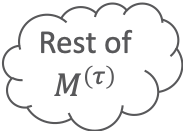 Rest of
M^(τ)